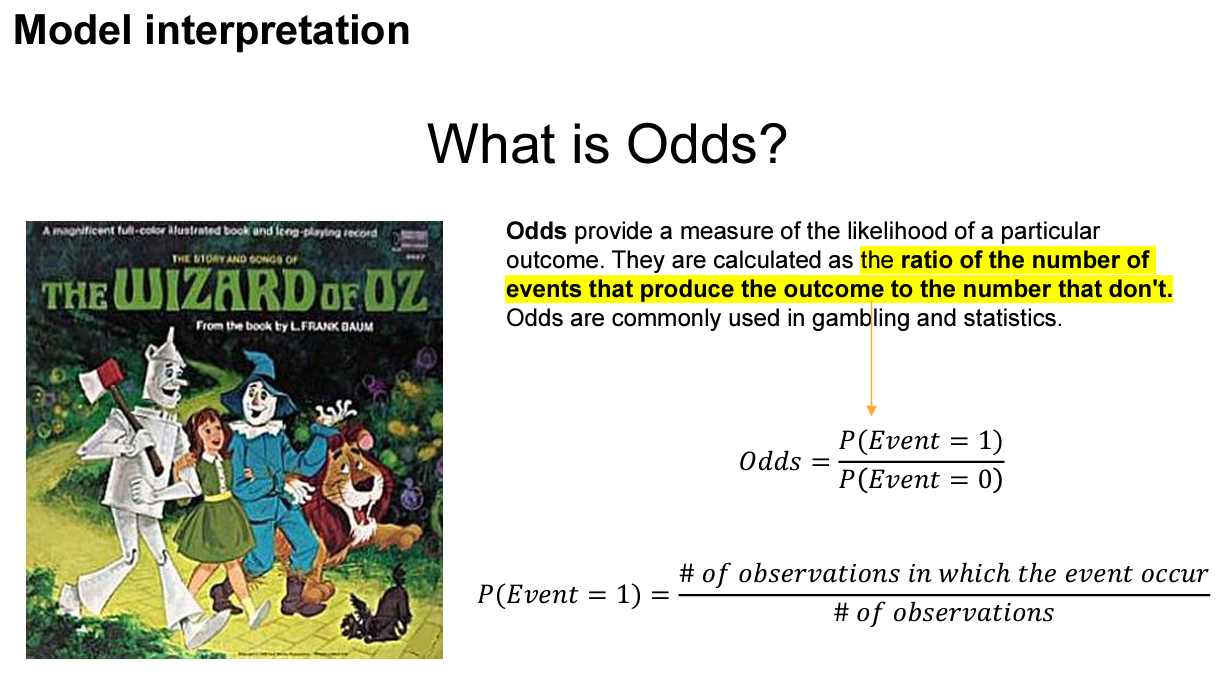 Model interpretation
What is Odds?
A magnificent full-color illustrated book and long-playing record
THE STORY AND SONGS OF
THE WIZARD OF OZ
From the book by L. FRANK BAUM
Odds provide a measure of the likelihood of a particular
outcome. They are calculated as the ratio of the number of
events that produce the outcome to the number that don't.
Odds are commonly used in gambling and statistics.
Odds = P(Event = 1) / P(Event = 0)
P(Event = 1) = # of observations in which the event occur / # of observations